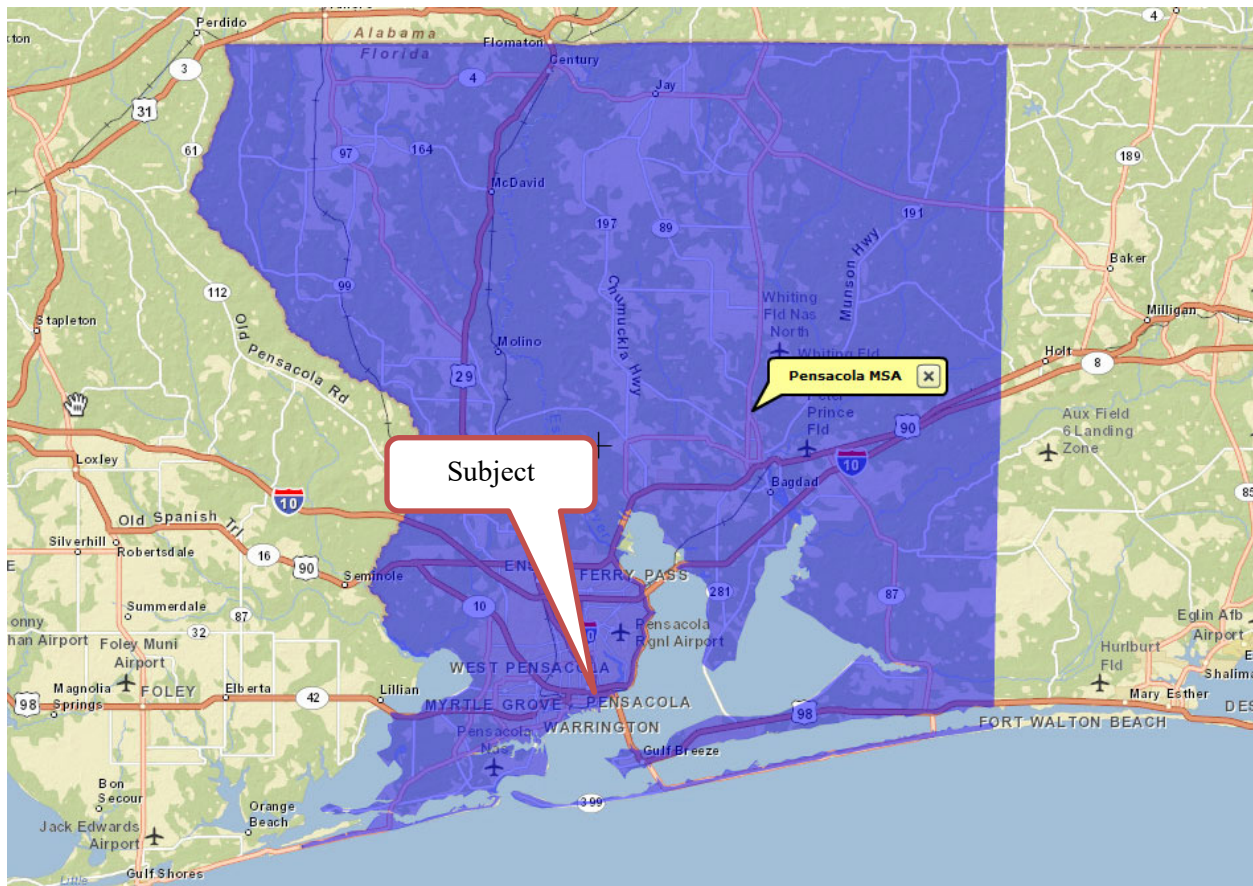 Perdido
4
Alabama
Florida
Flomaton
Century
3
4
Jay
31
189
61
97
164
McDavid
197
89
191
Munson Hwy
Baker
99
112
Whiting
Fld Nas
North
Milligan
Stapleton
Old Pensacola Rd
Chumuckla Hwy
Molino
Holt
Whiting Fld
8
29
Pensacola MSA
Peter
Prince
Fld
90
Aux Field
6 Landing
Zone
Subject
Loxley
10
10
Bagdad
85
Old Spanish Trl
Silverhill
Robertsdale
16
90
Seminole
FERRY PASS
281
Summerdale
87
10
87
Eglin Afb
Airport
32
Foley Muni
Airport
Pensacola
Rgnl Airport
Hurlburt
Fld
WEST PENSACOLA
FOLEY
Elberta
42
Lillian
Magnolia
Springs
98
Mary Esther
MYRTLE GROVE
PENSACOLA
98
FORT WALTON BEACH
WARRINGTON
Pensacola
Nas
Gulf Breeze
Bon
Secour
Orange
Beach
399
Jack Edwards
Airport
Gulf Shores
Little